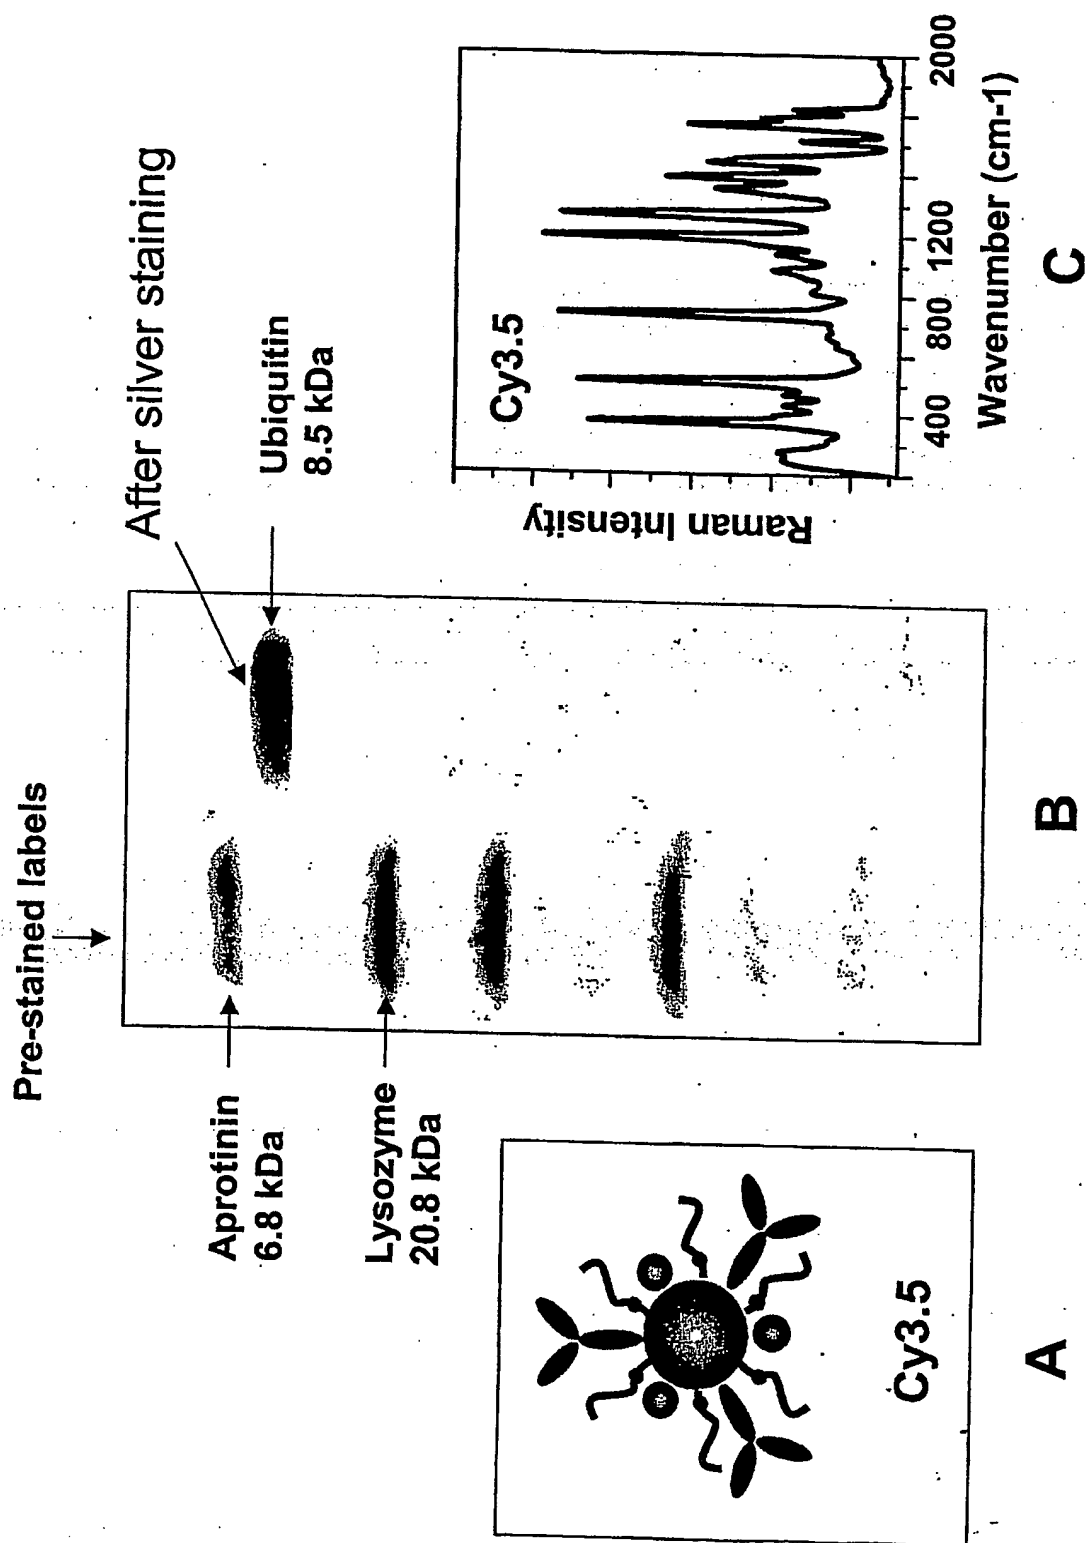 Pre-stained labels
After silver staining
Aprotinin
6.8 kDa
Lysozyme
20.8 kDa
Ubiquitin
8.5 kDa
Cy3.5
Cy3.5
Raman Intensity
400
800
1200
2000
Wavenumber (cm-1)
A
B
C